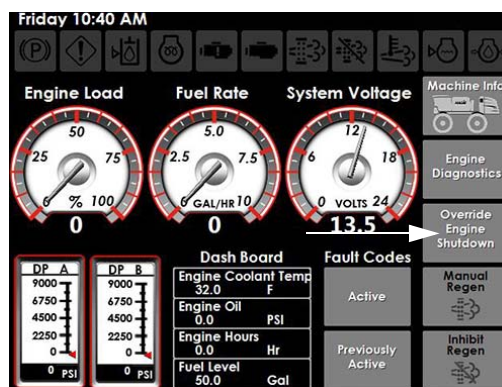 Friday 10:40 AM
(P)
Engine Load
Fuel Rate
System Voltage
Machine Info
50
5.0
12
25
75
2.5
7.5
6
18
Engine
Diagnostics
% 100
GAL/HR 10
0 VOLTS 24
0
0
13.5
Override
Engine
Shutdown
DP A
DP B
Dash Board
Fault Codes
9000
9000
6750
6750
4500
4500
2250
2250
0
0
0 PSI
0 PSI
Engine Coolant Temp
32.0 F
Engine Oil
0.0 PSI
Engine Hours
0.0 Hr
Fuel Level
50.0 Gal
Active
Previously
Active
Manual
Regen
Inhibit
Regen